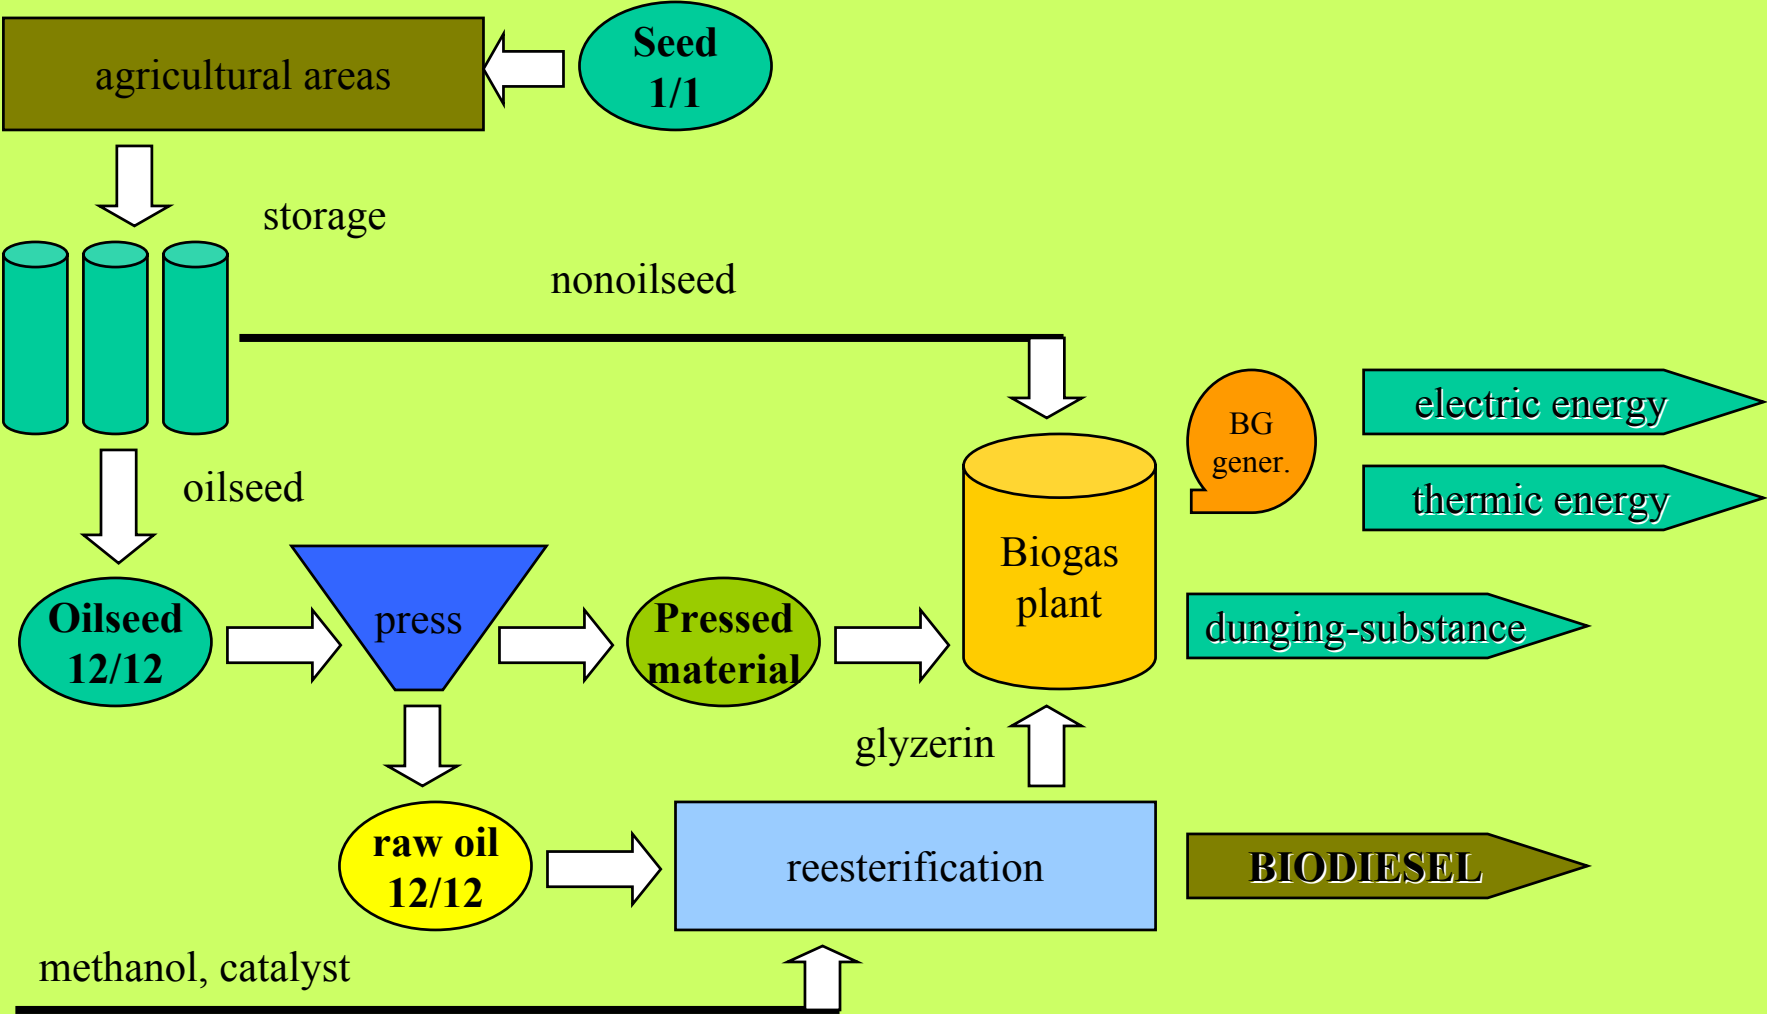 agricultural areas
Seed
1/1
storage
nonoilseed
electric energy
BG
gener.
thermic energy
oilseed
Biogas
plant
Oilseed
12/12
press
Pressed
material
dunging-substance
glyzerin
raw oil
12/12
reesterification
BIODIESEL
methanol, catalyst